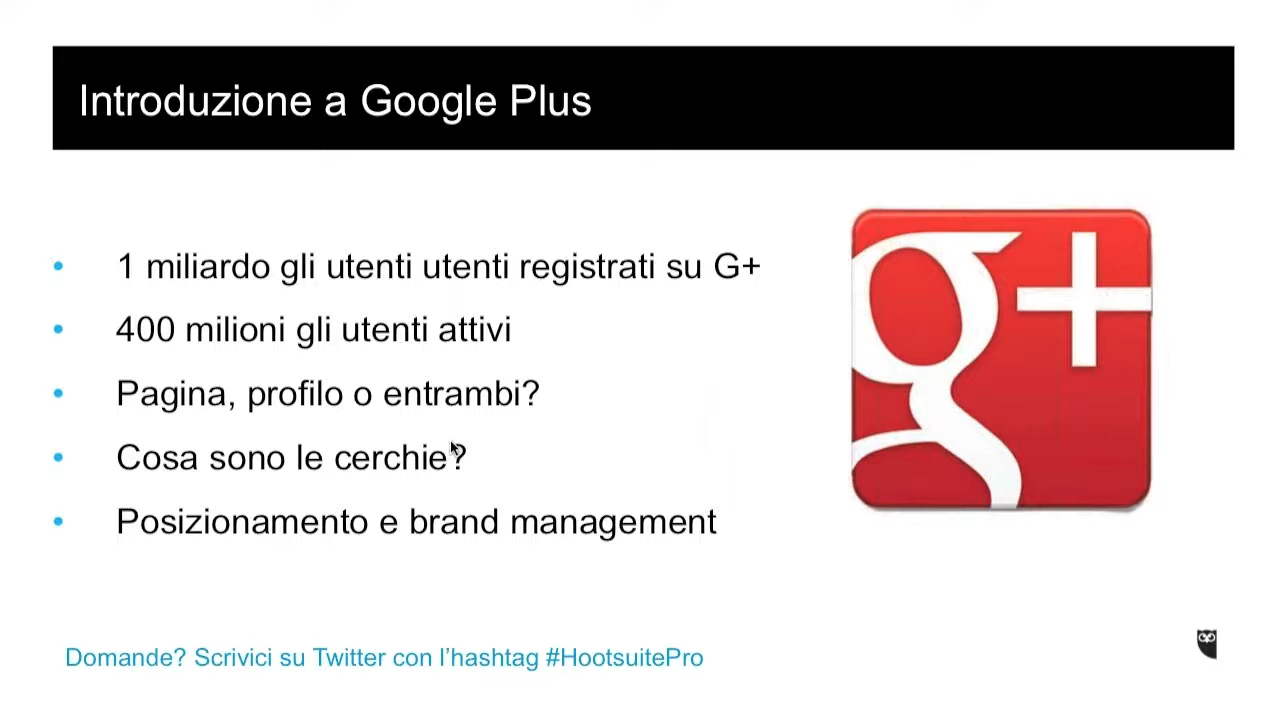 Introduzione a Google Plus
• 1 miliardo gli utenti utenti registrati su G+
• 400 milioni gli utenti attivi
• Pagina, profilo o entrambi?
• Cosa sono le cerchie?
• Posizionamento e brand management
g+
Domande? Scrivici su Twitter con l’hashtag #HootsuitePro